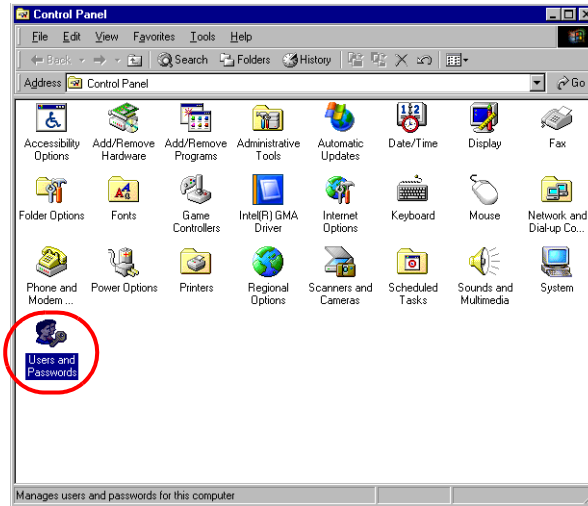 Control Panel
File Edit View Favorites Tools Help
Back Search Folders History
Address Control Panel Go
Accessibility Options
Add/Remove Hardware
Add/Remove Programs
Administrative Tools
Automatic Updates
Date/Time
Display
Fax
Folder Options
Fonts
Game Controllers
Intel(R) GMA Driver
Internet Options
Keyboard
Mouse
Network and Dial-up Co...
Phone and Modem ...
Power Options
Printers
Regional Options
Scanners and Cameras
Scheduled Tasks
Sounds and Multimedia
System
Users and Passwords
Manages users and passwords for this computer